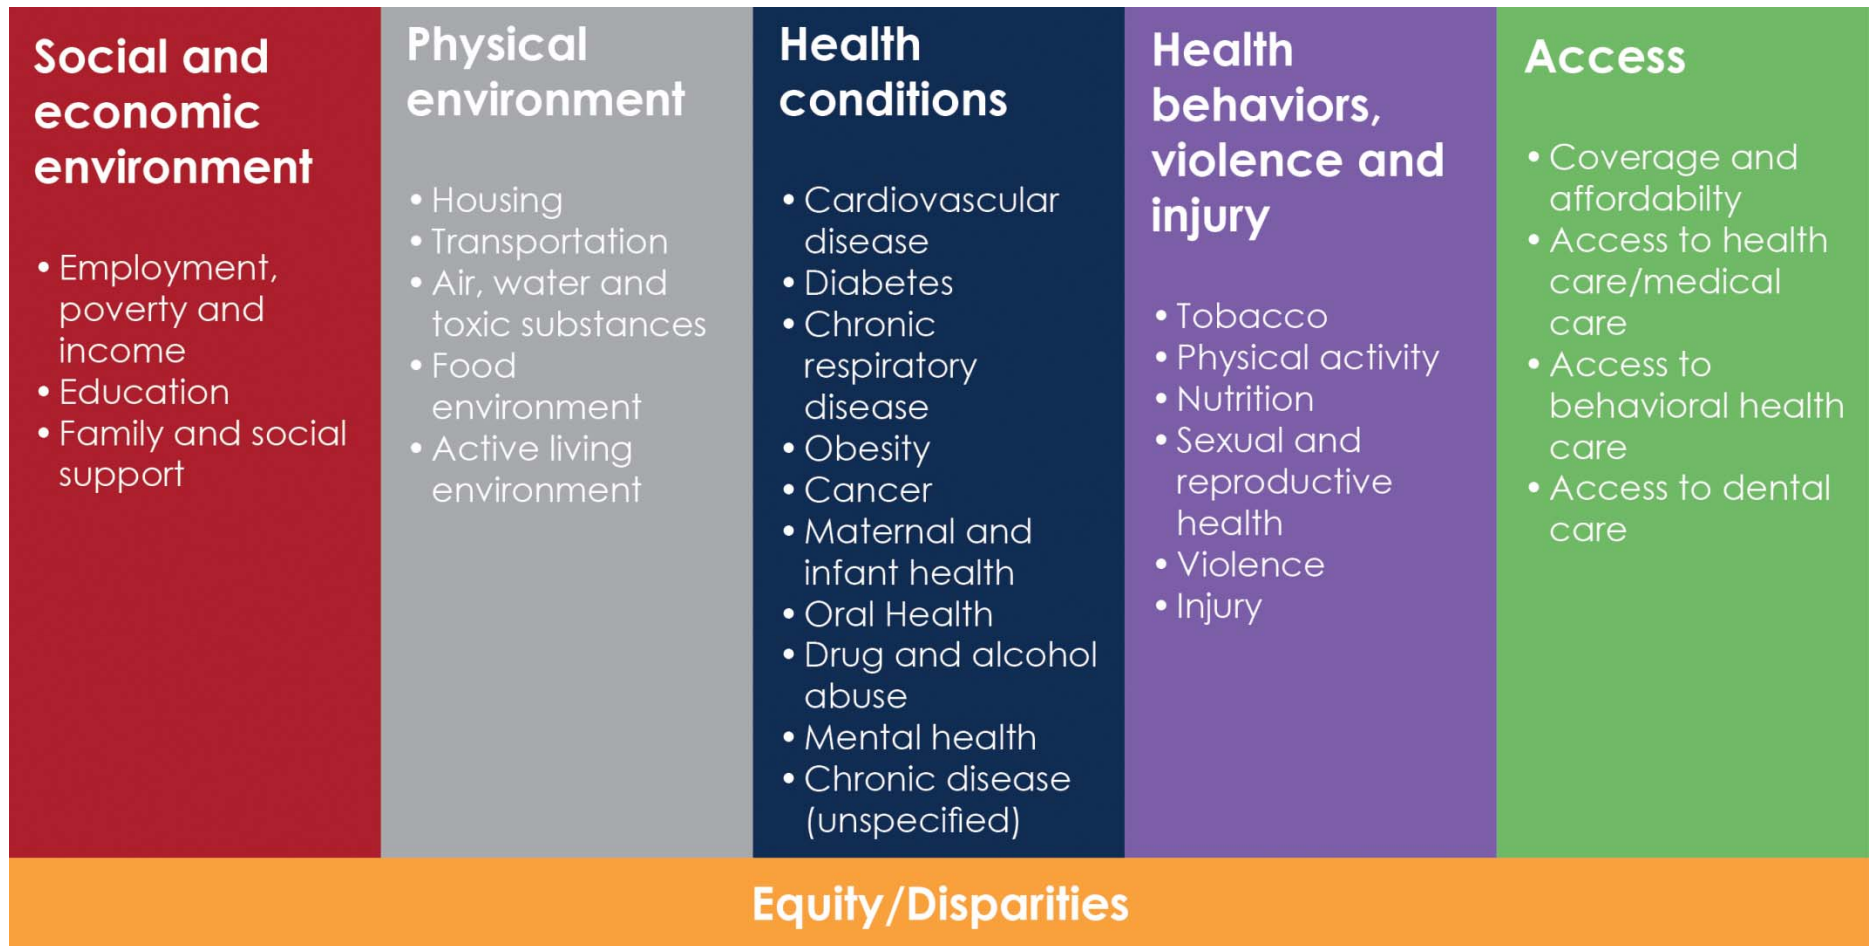 Social and
economic
environment
• Employment,
poverty and
income
• Education
• Family and social
support
Physical
environment
• Housing
• Transportation
• Air, water and
toxic substances
• Food
environment
• Active living
environment
Health
conditions
• Cardiovascular
disease
• Diabetes
• Chronic
respiratory
disease
• Obesity
• Cancer
• Maternal and
infant health
• Oral Health
• Drug and alcohol
abuse
• Mental health
• Chronic disease
(unspecified)
Health
behaviors,
violence and
injury
• Tobacco
• Physical activity
• Nutrition
• Sexual and
reproductive
health
• Violence
• Injury
Access
• Coverage and
affordabilty
• Access to health
care/medical
care
• Access to
behavioral health
care
• Access to dental
care
Equity/Disparities